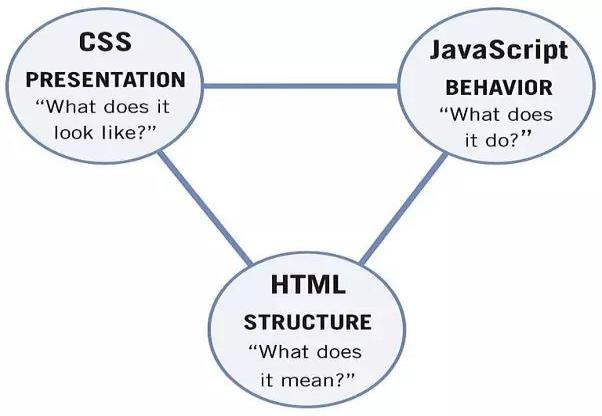 CSS
PRESENTATION
“What does it
look like?”
JavaScript
BEHAVIOR
“What does
it do?”
HTML
STRUCTURE
“What does
it mean?”